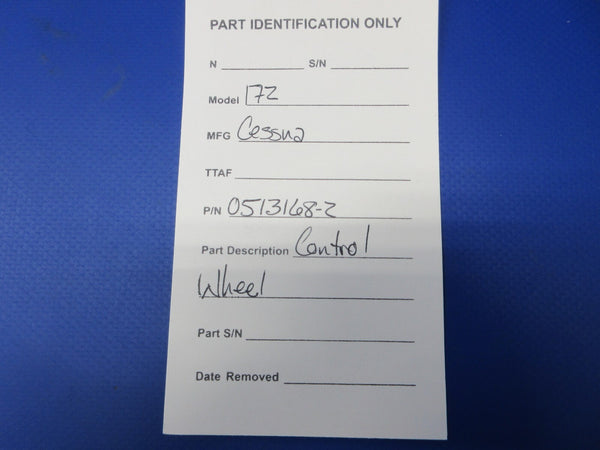 PART IDENTIFICATION ONLY
N S/N
Model 172
MFG Cessna
TTAF
P/N 0513168-2
Part Description Control
Wheel
Part S/N
Date Removed